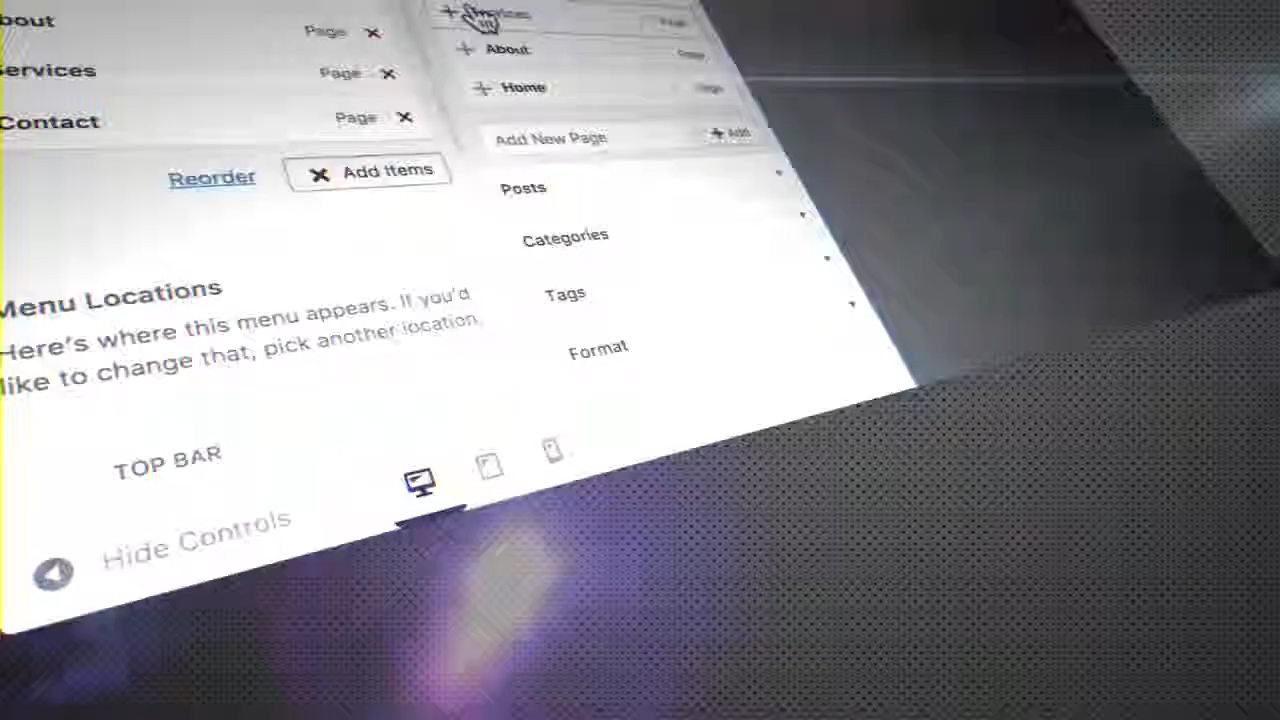 bout Page
ervices Page
Contact Page
Reorder Add Items
Menu Locations
Here's where this menu appears. If you'd
like to change that, pick another location.
TOP BAR
Hide Controls
Services
About
Home
Add New Page Add
Posts
Categories
Tags
Format